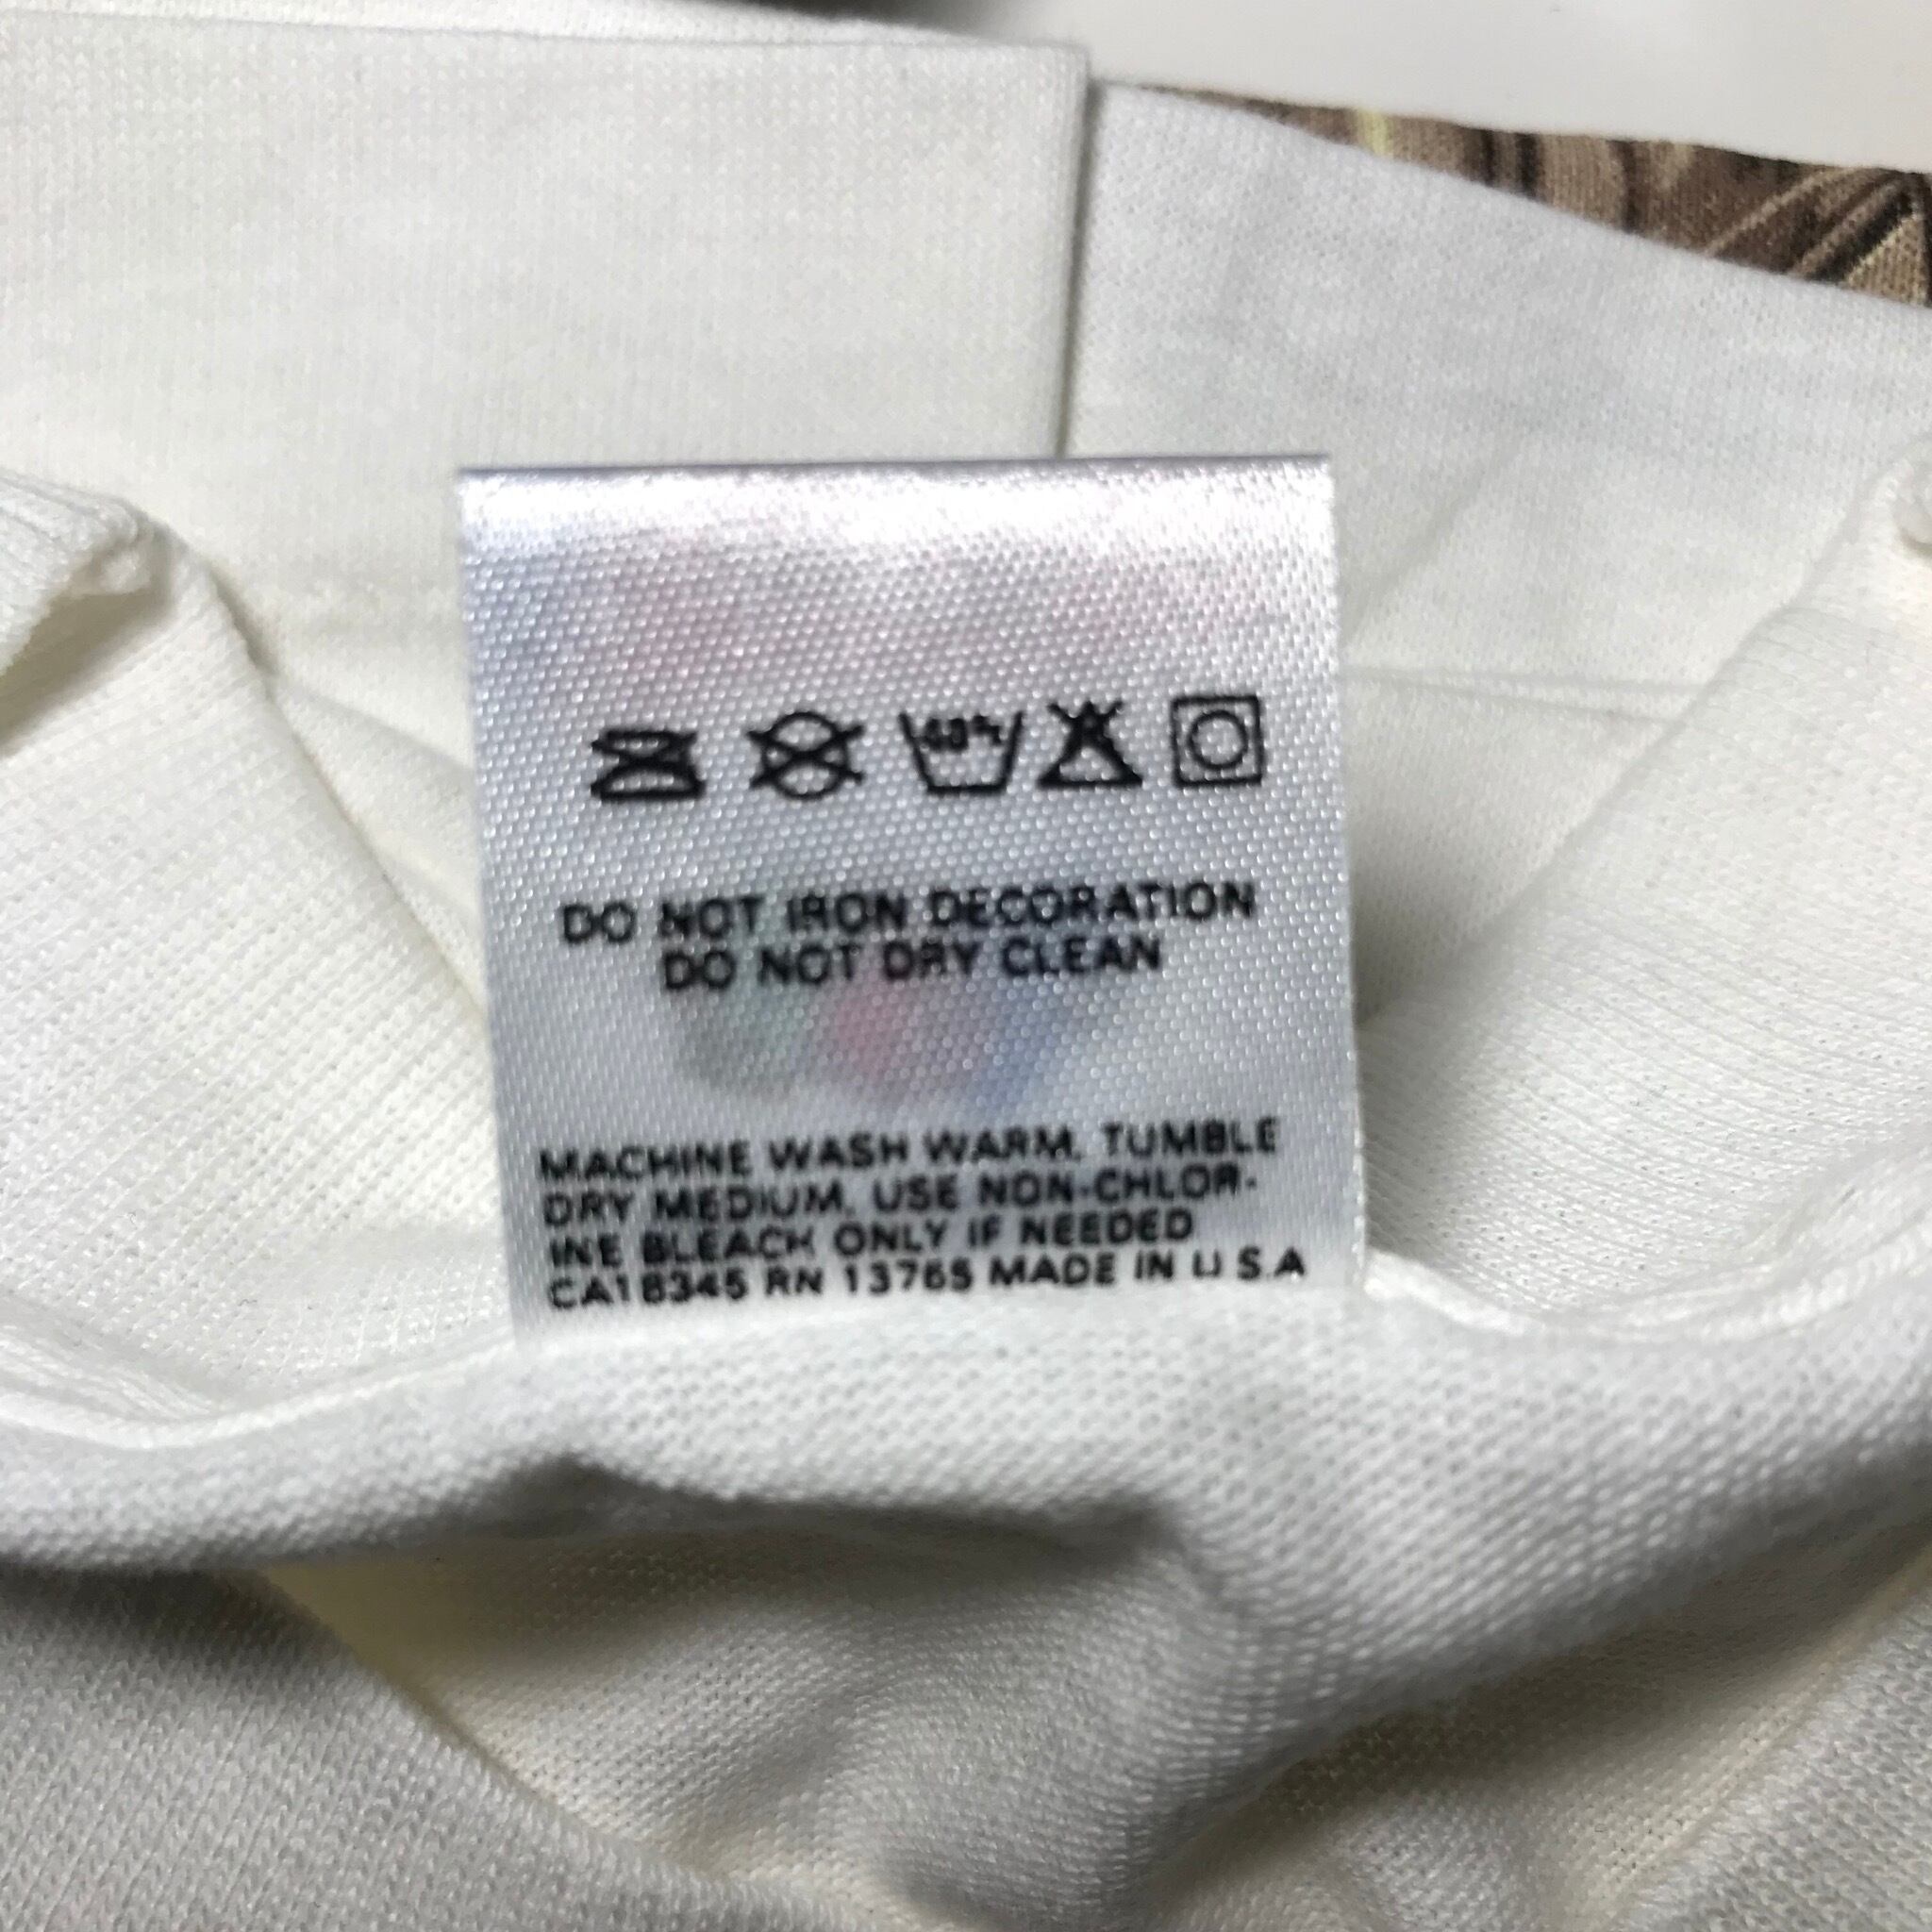 40°C
DO NOT IRON DECORATION
DO NOT DRY CLEAN
MACHINE WASH WARM, TUMBLE
DRY MEDIUM, USE NON-CHLOR-
INE BLEACH ONLY IF NEEDED
CA18345 RN 13765 MADE IN U.S.A